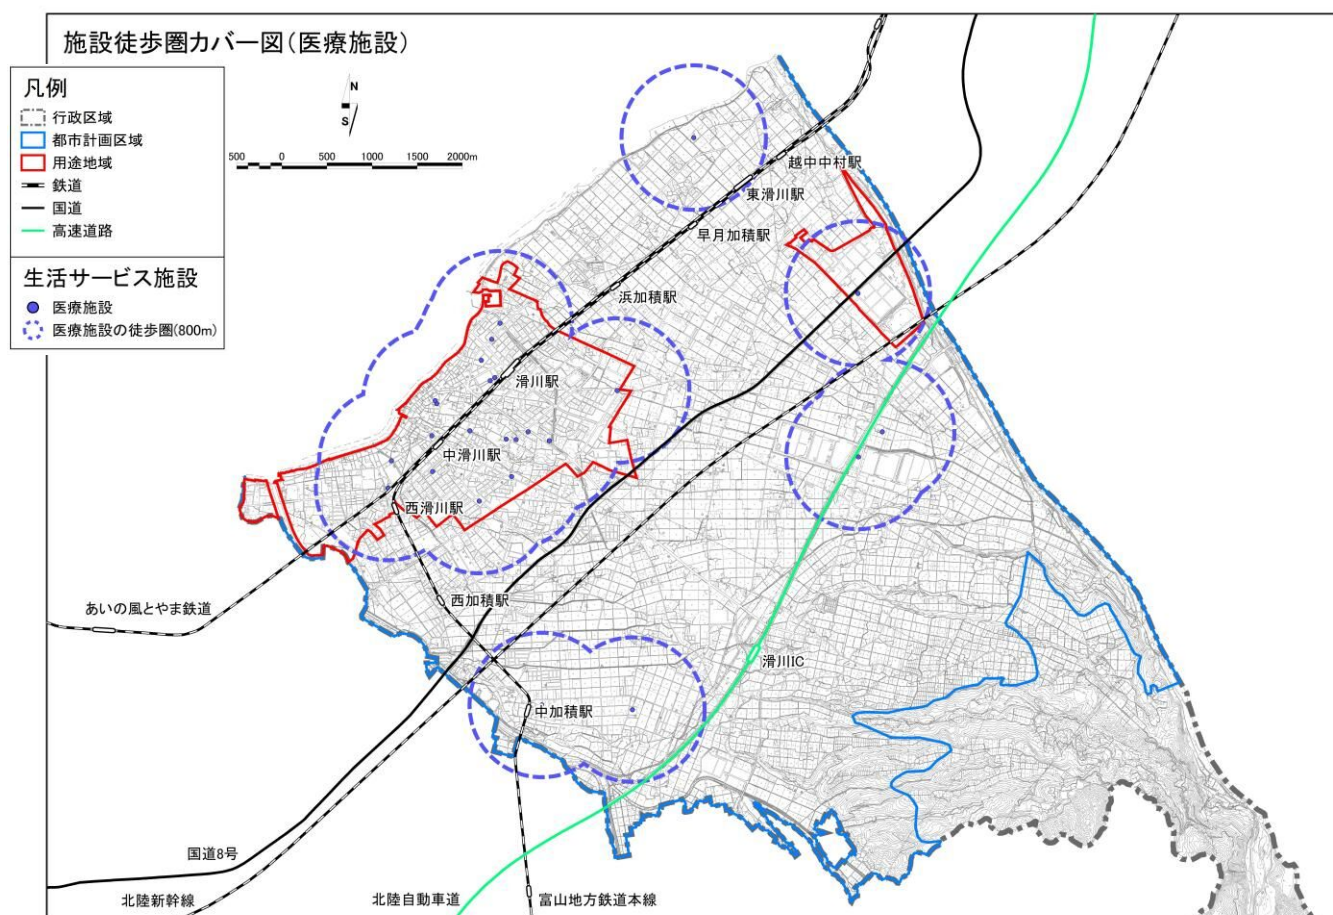 施設徒歩圏カバー図(医療施設)
凡例
行政区域
都市計画区域
用途地域
鉄道
国道
高速道路
生活サービス施設
医療施設
医療施設の徒歩圏(800m)
N
S
500 0 500 1000 1500 2000m
越中中村駅
東滑川駅
早月加積駅
浜加積駅
滑川駅
中滑川駅
西滑川駅
西加積駅
あいの風とやま鉄道
滑川IC
中加積駅
国道8号
北陸新幹線
北陸自動車道
富山地方鉄道本線